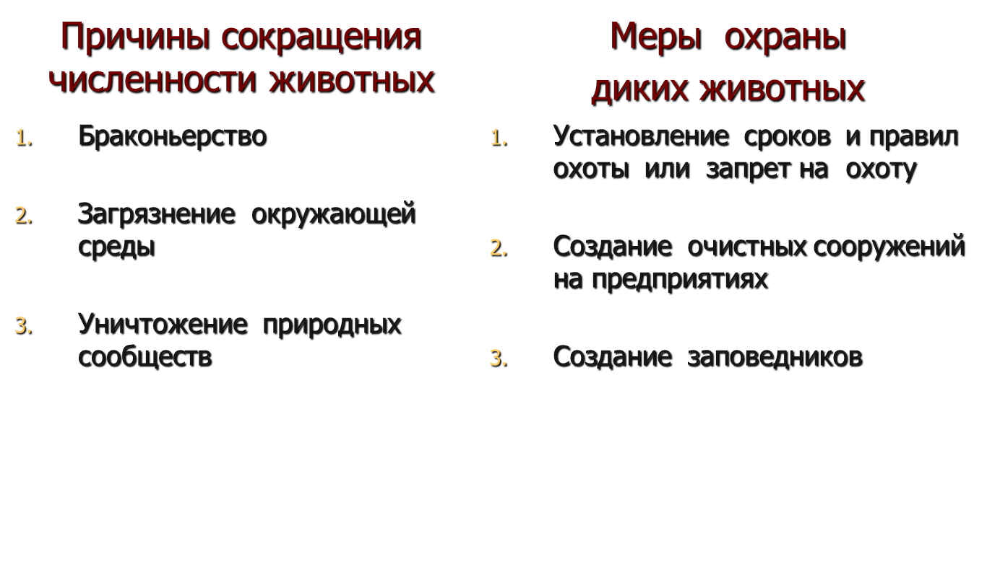 Причины сокращения
численности животных
1. Браконьерство
2. Загрязнение окружающей
среды
3. Уничтожение природных
сообществ
Меры охраны
диких животных
1. Установление сроков и правил
охоты или запрет на охоту
2. Создание очистных сооружений
на предприятиях
3. Создание заповедников